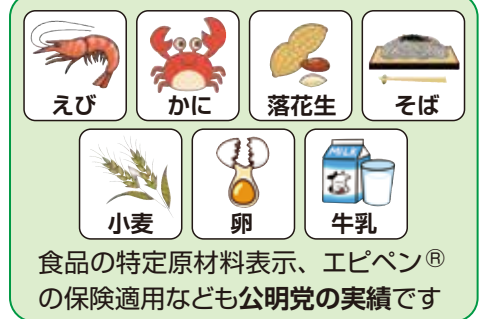 えび かに 落花生 そば
MILK
小麦 卵 牛乳
食品の特定原材料表示、エピペン®
の保険適用なども公明党の実績です